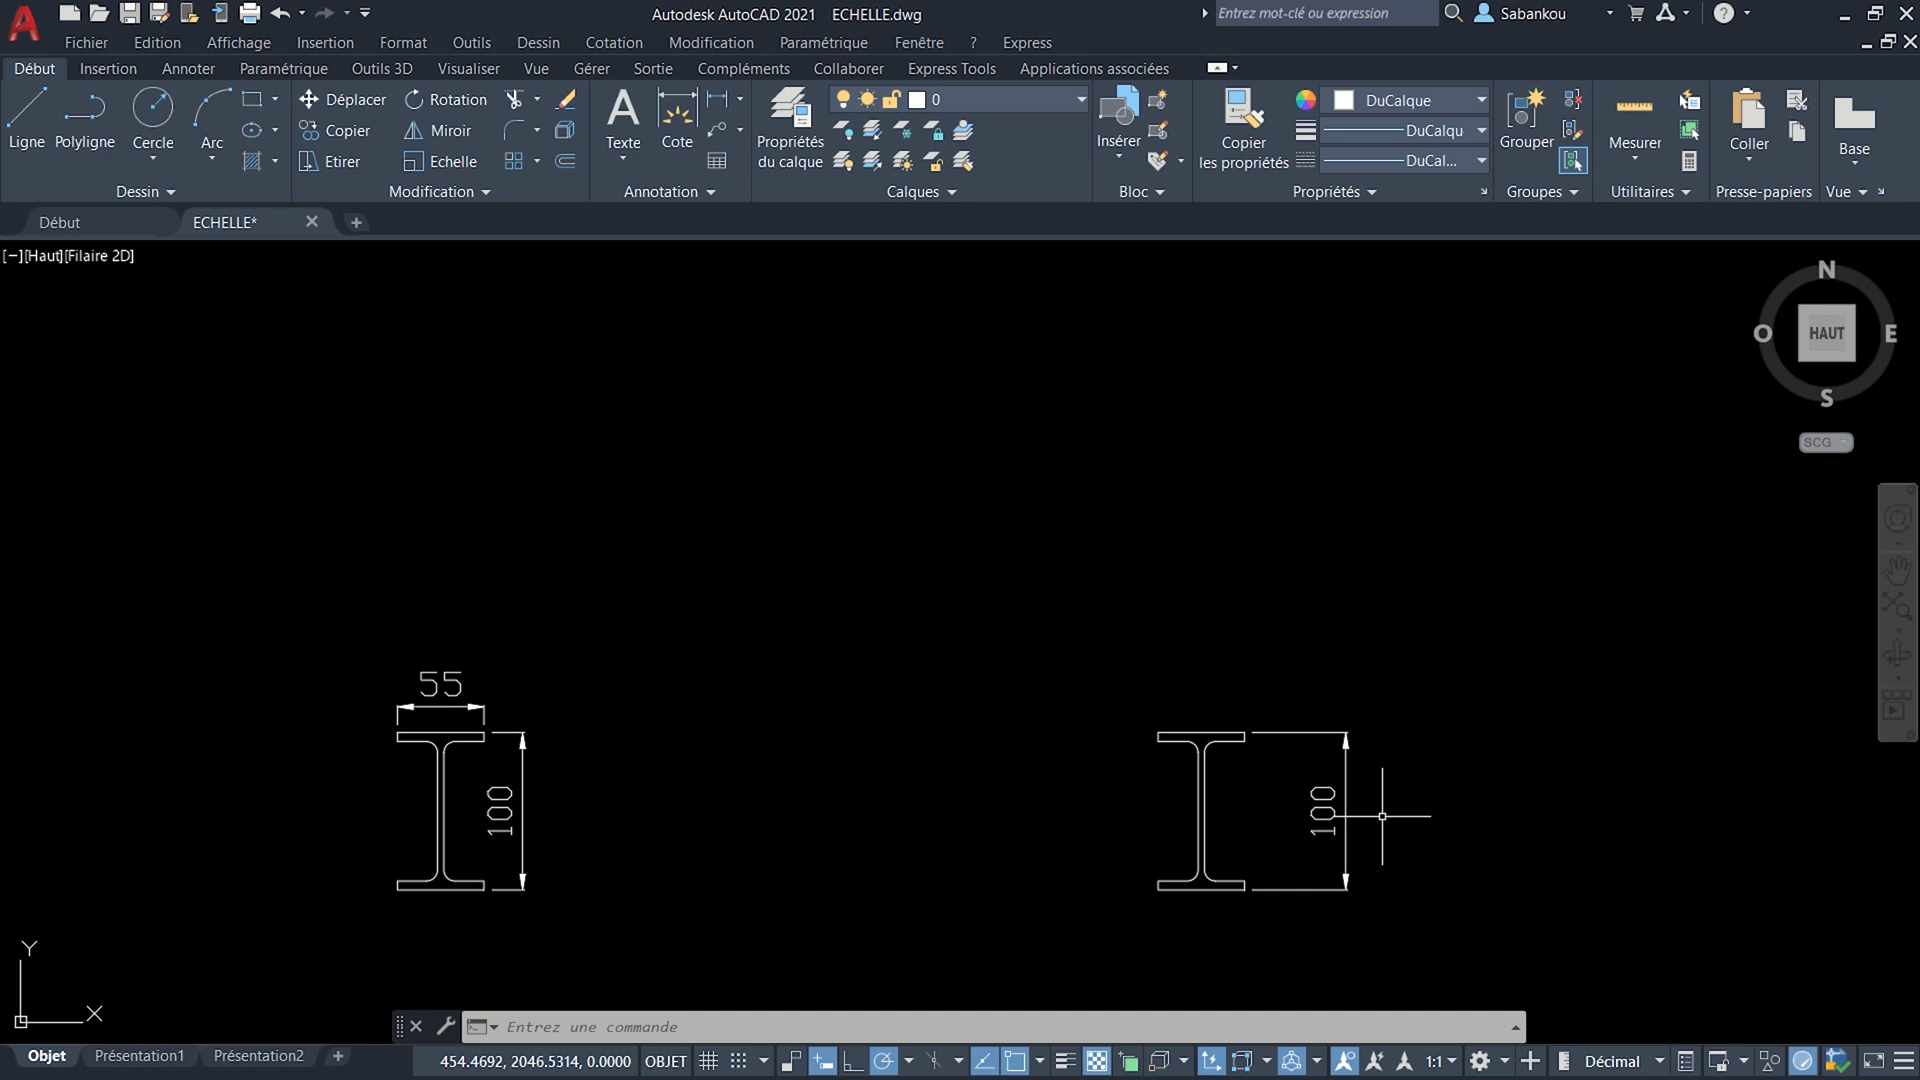 Autodesk AutoCAD 2021 ECHELLE.dwg
Entrez mot-clé ou expression
Sabankou
Fichier Edition Affichage Insertion Format Outils Dessin Cotation Modification Paramétrique Fenêtre ? Express
Début Insertion Annoter Paramétrique Outils 3D Visualiser Vue Gérer Sortie Compléments Collaborer Express Tools Applications associées
Ligne Polyligne Cercle Arc
Déplacer Rotation
Copier Miroir
Etirer Echelle
Texte Cote
Propriétés
du calque
0
Insérer
Copier
les propriétés
DuCalque
DuCalqu
DuCal...
Grouper
Mesurer
Coller
Base
Dessin Modification Annotation Calques Bloc Propriétés Groupes Utilitaires Presse-papiers Vue
Début ECHELLE*
[−][Haut][Filaire 2D]
N
O HAUT E
S
SCG
55
100
100
Y
X
Entrez une commande
Objet Présentation1 Présentation2
454.4692, 2046.5314, 0.0000 OBJET 1:1 Décimal